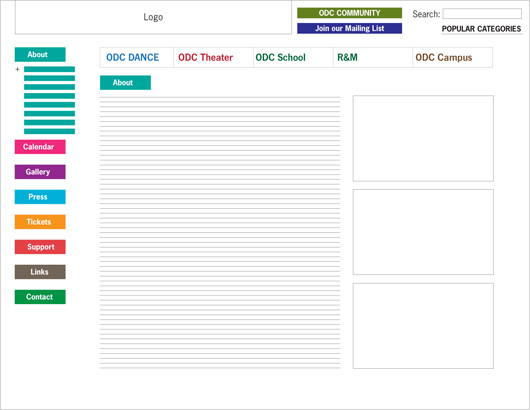 Logo
ODC COMMUNITY
Join our Mailing List
Search:
POPULAR CATEGORIES
About
+
Calendar
Gallery
Press
Tickets
Support
Links
Contact
ODC DANCE ODC Theater ODC School R&M ODC Campus
About